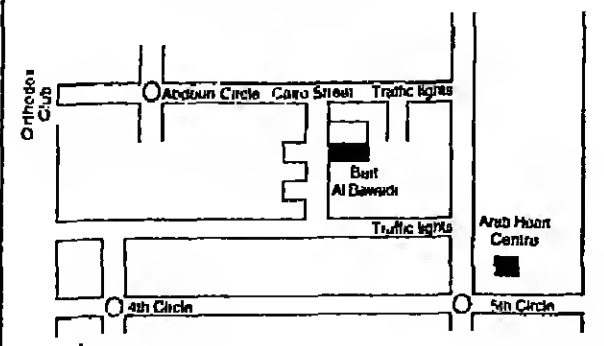 Orthodox
Club
Abdoun Circle Cairo Street Traffic lights
Beit
Al Bawadi
Traffic lights
Arab Heart
Centre
4th Circle
5th Circle